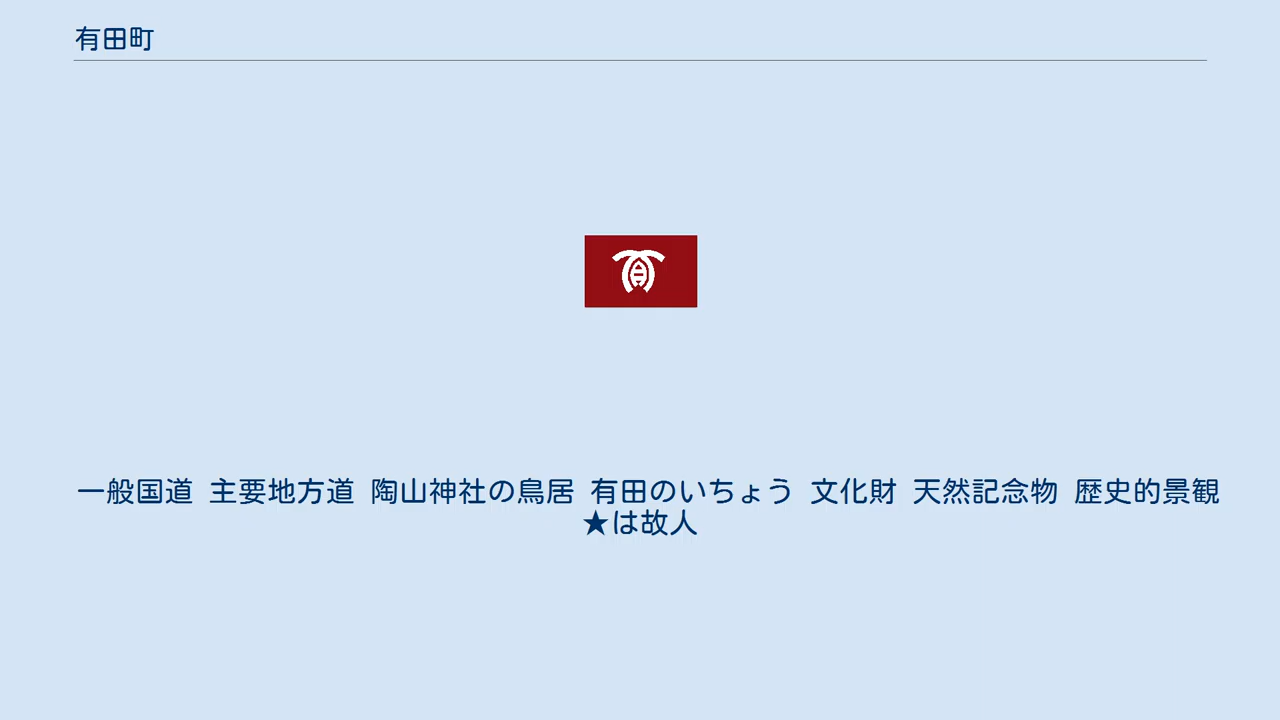 有田町
一般国道 主要地方道 陶山神社の鳥居 有田のいちょう 文化財 天然記念物 歴史的景観
★は故人